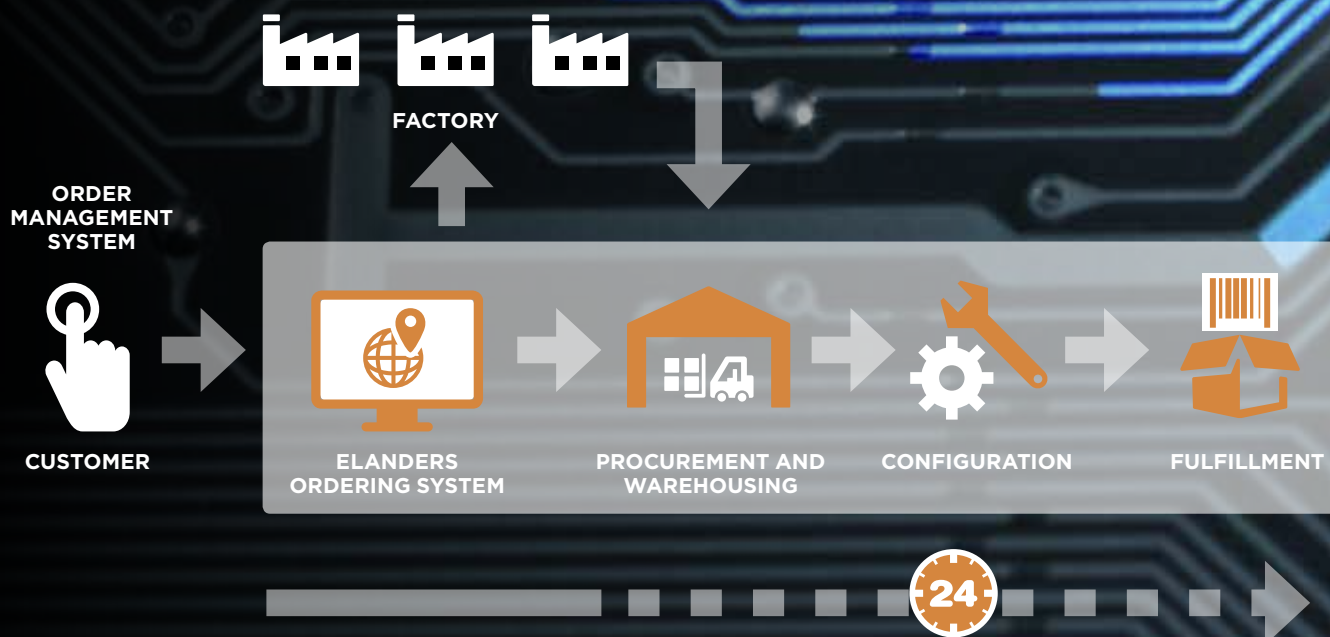 FACTORY
ORDER
MANAGEMENT
SYSTEM
CUSTOMER
ELANDERS
ORDERING SYSTEM
PROCUREMENT AND
WAREHOUSING
CONFIGURATION
FULFILLMENT
24